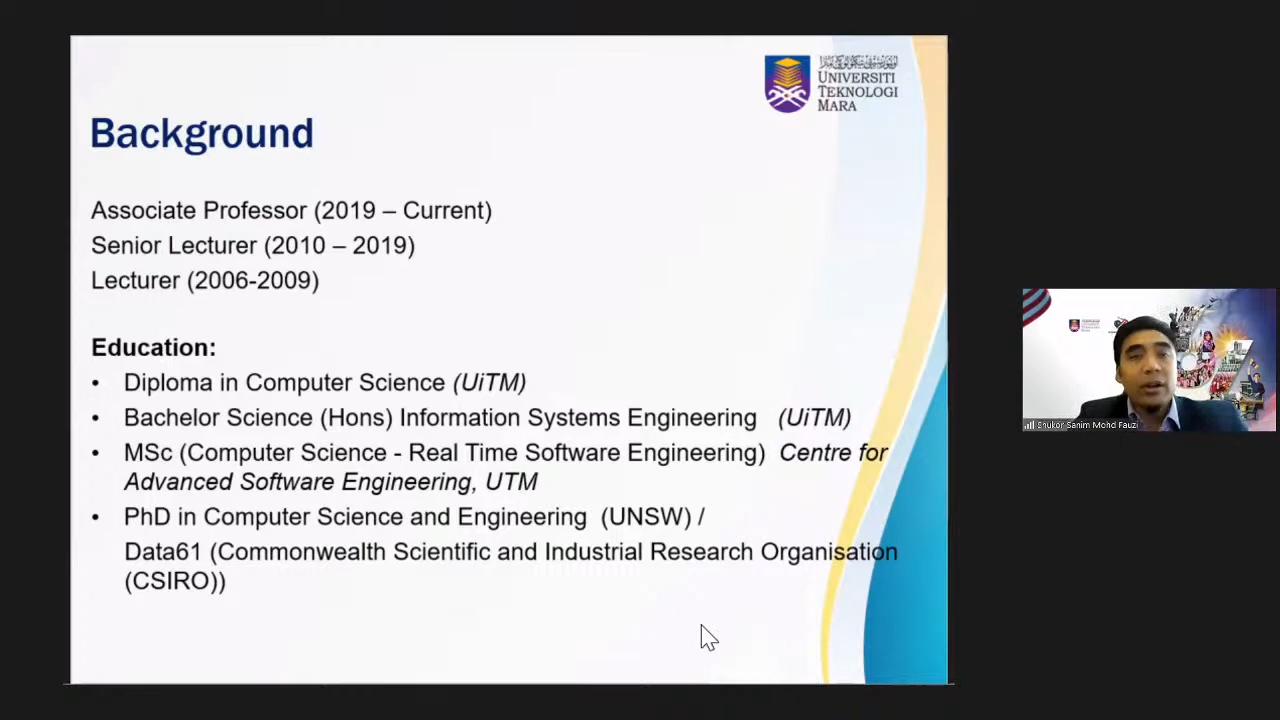 UNIVERSITI
TEKNOLOGI
MARA
Background
Associate Professor (2019 – Current)
Senior Lecturer (2010 – 2019)
Lecturer (2006-2009)
Education:
• Diploma in Computer Science (UiTM)
• Bachelor Science (Hons) Information Systems Engineering (UiTM)
• MSc (Computer Science - Real Time Software Engineering) Centre for
Advanced Software Engineering, UTM
• PhD in Computer Science and Engineering (UNSW) /
Data61 (Commonwealth Scientific and Industrial Research Organisation
(CSIRO))
Shukor Sanim Mohd Fauzi